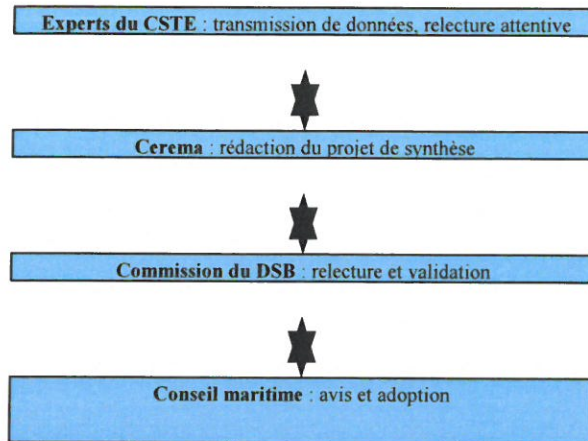 Experts du CSTE : transmission de données, relecture attentive
Cerema : rédaction du projet de synthèse
Commission du DSB : relecture et validation
Conseil maritime : avis et adoption